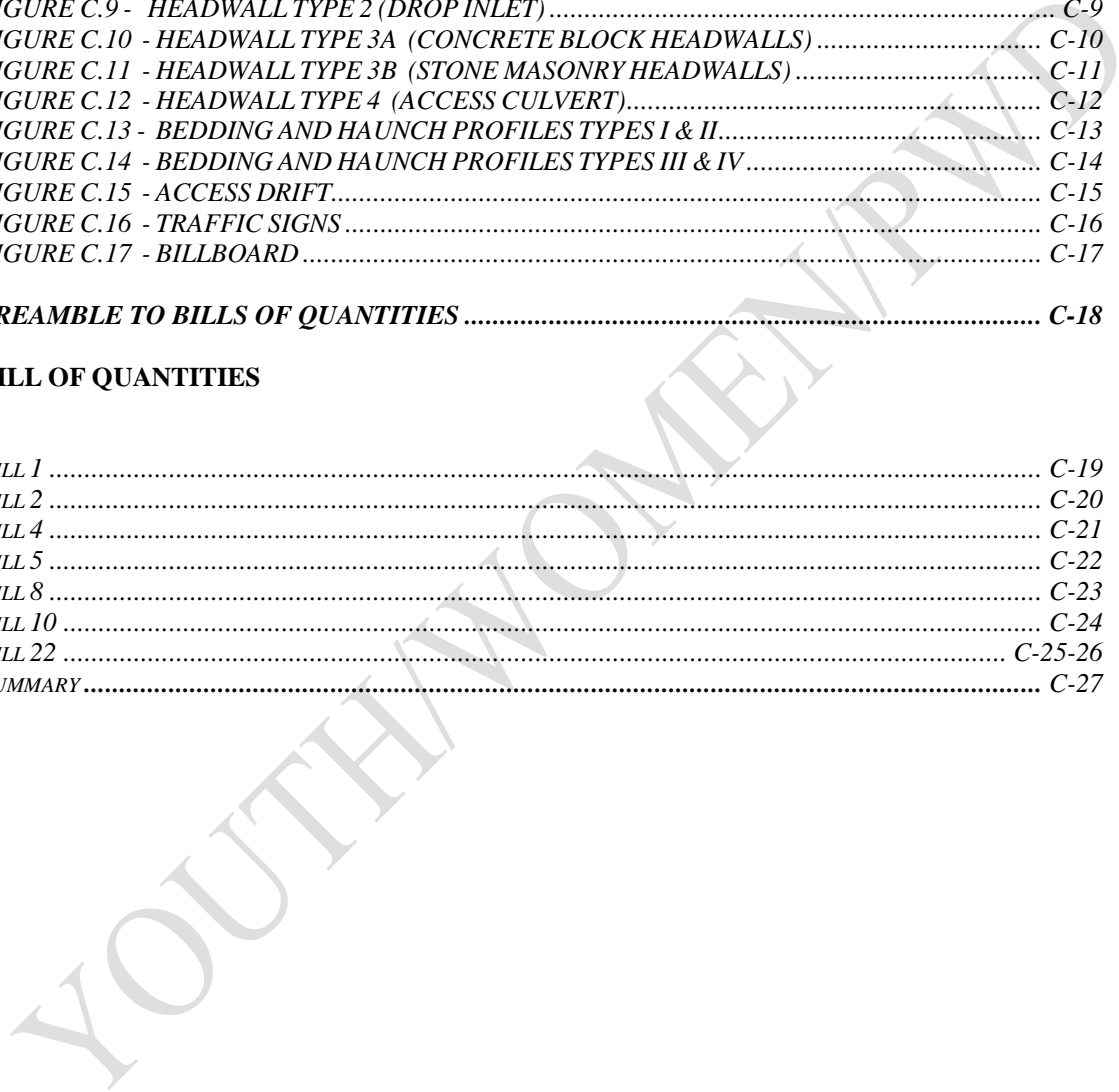 IGURE C.9 - HEADWALL TYPE 2 (DROP INLET) ........ C-9
IGURE C.10 - HEADWALL TYPE 3A (CONCRETE BLOCK HEADWALLS) ........ C-10
IGURE C.11 - HEADWALL TYPE 3B (STONE MASONRY HEADWALLS) ........ C-11
IGURE C.12 - HEADWALL TYPE 4 (ACCESS CULVERT) ........ C-12
IGURE C.13 - BEDDING AND HAUNCH PROFILES TYPES I & II ........ C-13
IGURE C.14 - BEDDING AND HAUNCH PROFILES TYPES III & IV ........ C-14
IGURE C.15 - ACCESS DRIFT ........ C-15
IGURE C.16 - TRAFFIC SIGNS ........ C-16
IGURE C.17 - BILLBOARD ........ C-17
REAMBLE TO BILLS OF QUANTITIES ........ C-18
ILL OF QUANTITIES
ILL 1 ........ C-19
ILL 2 ........ C-20
ILL 4 ........ C-21
ILL 5 ........ C-22
ILL 8 ........ C-23
ILL 10 ........ C-24
ILL 22 ........ C-25-26
UMMARY ........ C-27
YOUTH/WOMEN/PWD